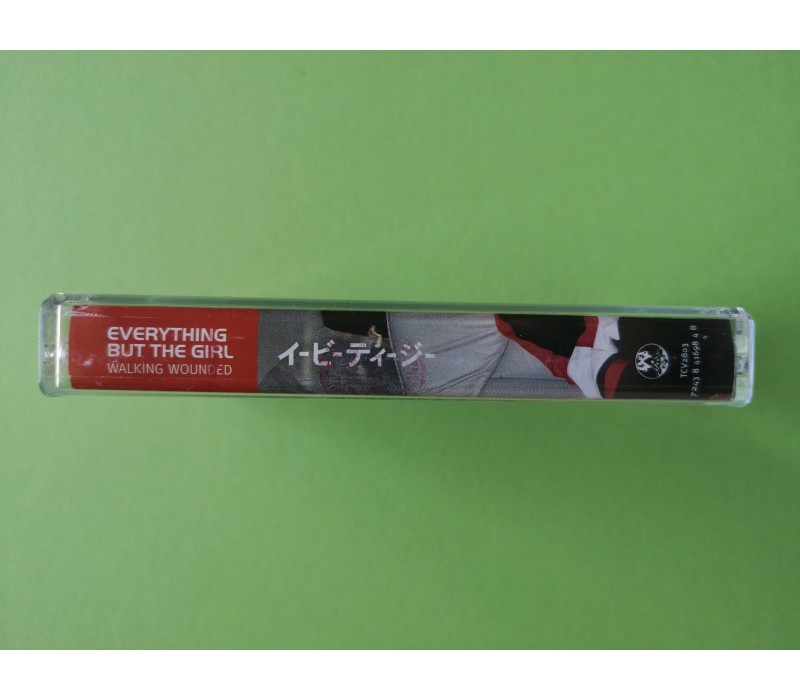 EVERYTHING
BUT THE GIRL
WALKING WOUNDED
イービーティージー
TCV2803
7243 8 41698 4 8